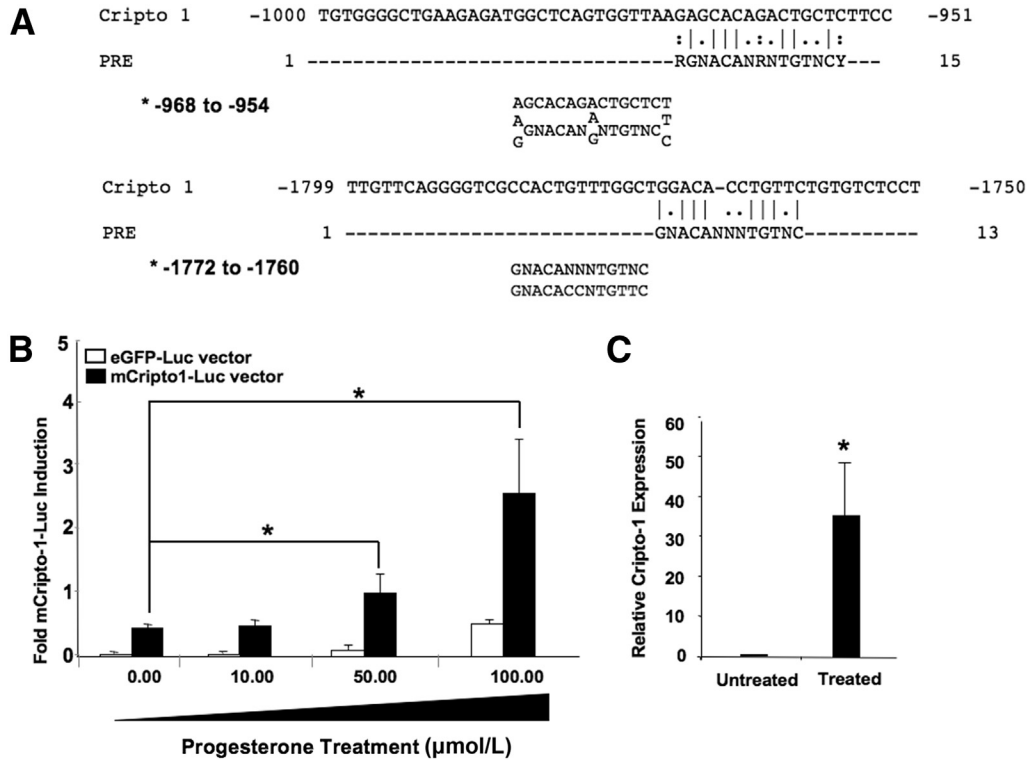 A
Cripto 1 -1000 TGTGGGGCTGAAGAGATGGCTCAGTGGTTAAGAGCACAGACTGCTCTTCC -951
:|.|||.:.||..|:
PRE 1 --------------------------------RGNACANRNTGTNCY--- 15
* -968 to -954
AGCACAGACTGCTCT
A A T
GNACAN NTGTNC
G G C
Cripto 1 -1799 TTGTTCAGGGGTCGCCACTGTTTGGCTGGACA-CCTGTTCTGTGTCTCCT -1750
|.||| ..|||.|
PRE 1 ---------------------------GNACANNNTGTNC---------- 13
* -1772 to -1760
GNACANNNTGTNC
GNACACCNTGTTC
B
Fold mCripto-1-Luc Induction
5
4
3
2
1
0
eGFP-Luc vector
mCripto1-Luc vector
*
*
0.00 10.00 50.00 100.00
Progesterone Treatment (µmol/L)
C
Relative Cripto-1 Expression
60
50
40
30
20
10
0
*
Untreated Treated